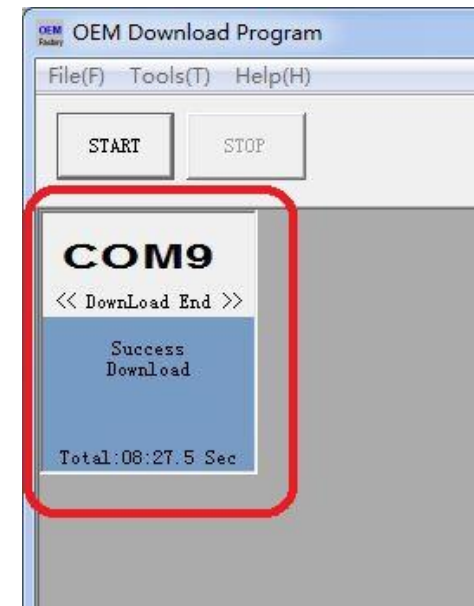 OEM Factory OEM Download Program
File(F) Tools(T) Help(H)
START STOP
COM9
<< DownLoad End >>
Success
Download
Total:08:27.5 Sec